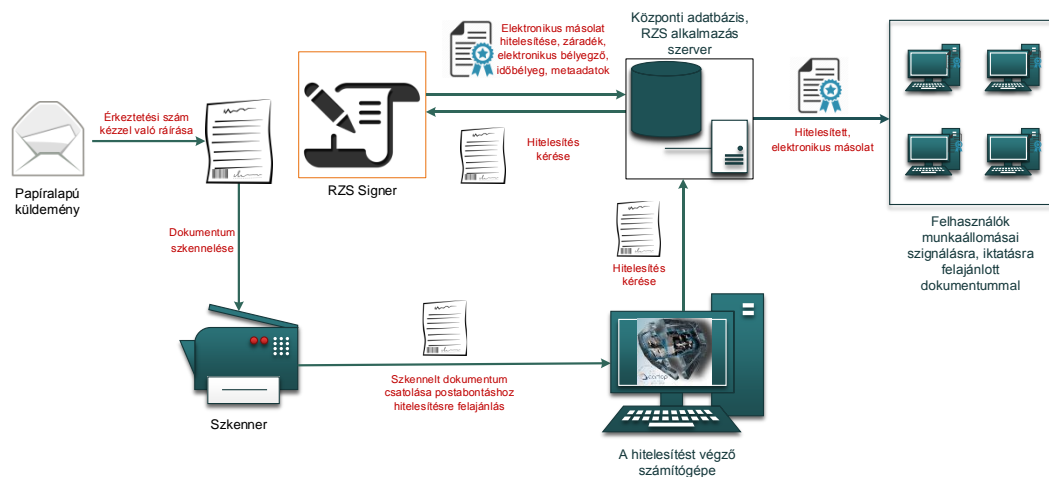 Központi adatbázis,
RZS alkalmazás
szerver
Elektronikus másolat
hitelesítése, záradék,
elektronikus bélyegző,
időbélyeg, metaadatok
Érkeztetési szám
kézzel való ráírása
Hitelesítés
kérése
Hitelesített,
elektronikus másolat
Papíralapú
küldemény
RZS Signer
Dokumentum
szkennelése
Felhasználók
munkaállomásai
szignálásra, iktatásra
felajánlott
dokumentummal
Hitelesítés
kérése
Szkennelt dokumentum
csatolása postabontáshoz
hitelesítésre felajánlás
Szkenner
A hitelesítést végző
számítógépe